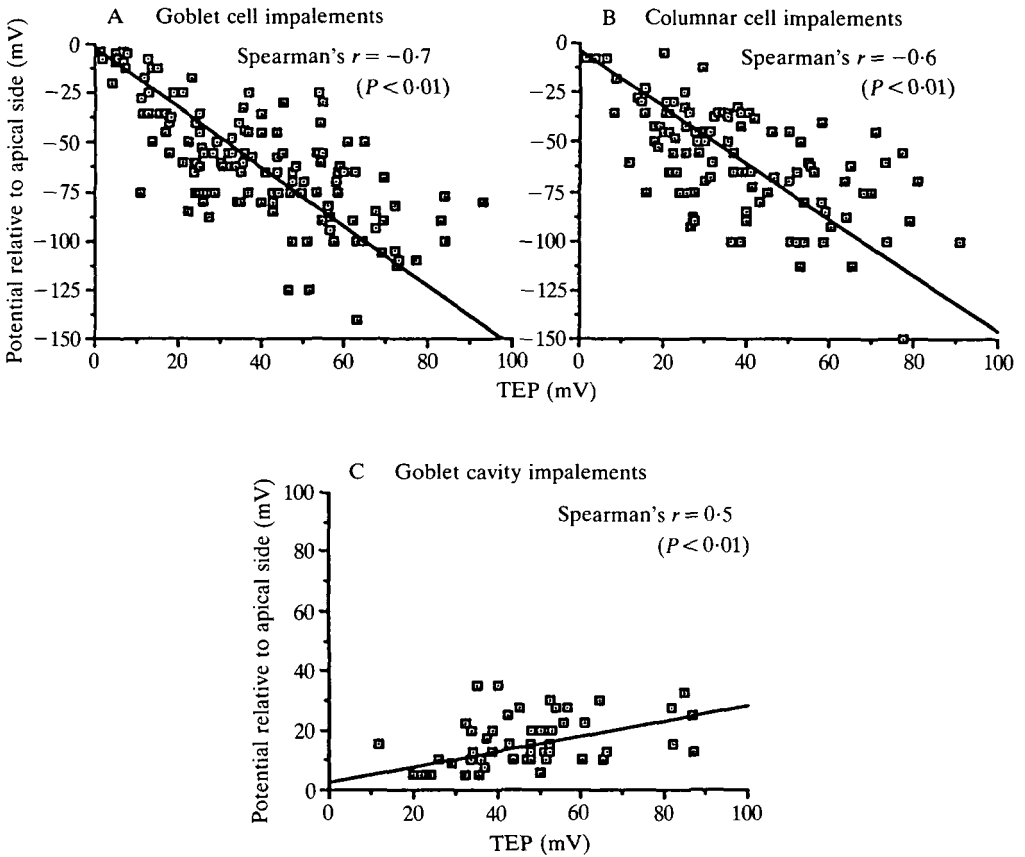 A Goblet cell impalements
Spearman's r = −0·7
(P < 0·01)
Potential relative to apical side (mV)
0
−25
−50
−75
−100
−125
−150
0 20 40 60 80 100
B Columnar cell impalements
Spearman's r = −0·6
(P < 0·01)
0
−25
−50
−75
−100
−125
−150
0 20 40 60 80 100
TEP (mV)
C Goblet cavity impalements
Spearman's r = 0·5
(P < 0·01)
Potential relative to apical side (mV)
100
80
60
40
20
0
0 20 40 60 80 100
TEP (mV)